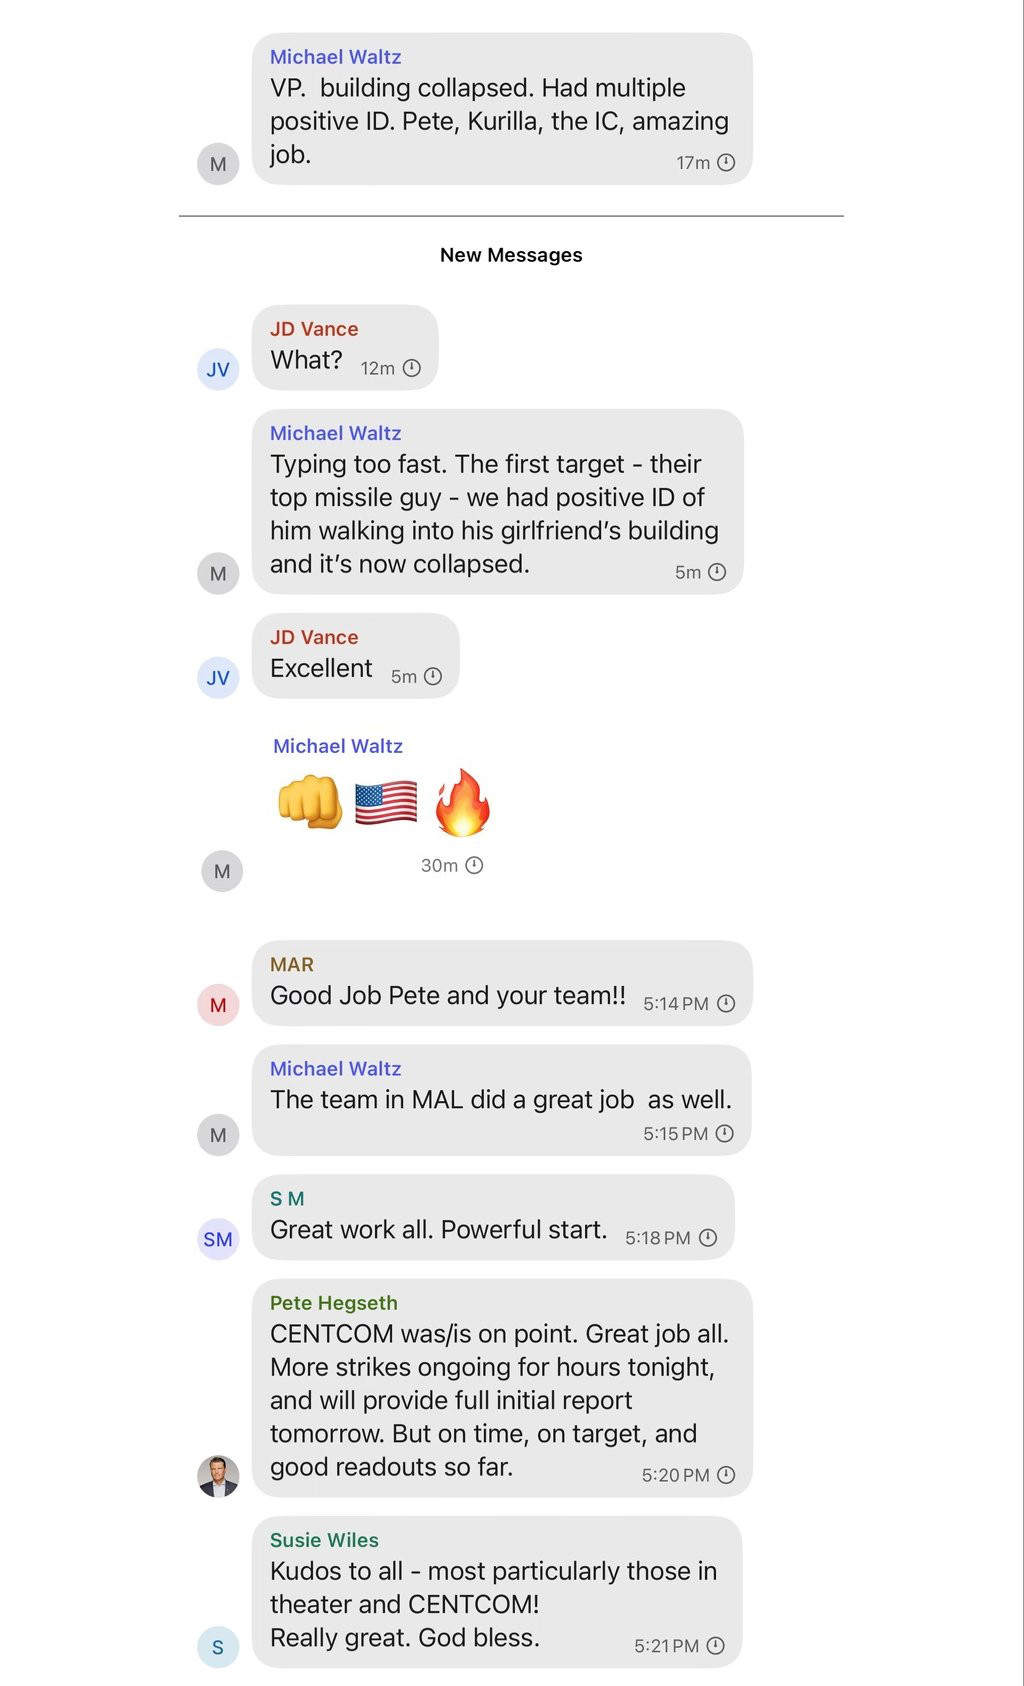 Michael Waltz
VP.  building collapsed. Had multiple
positive ID. Pete, Kurilla, the IC, amazing
job.
17m
M
New Messages
JD Vance
What?
12m
JV
Michael Waltz
Typing too fast. The first target - their
top missile guy - we had positive ID of
him walking into his girlfriend’s building
and it’s now collapsed.
5m
M
JD Vance
Excellent
5m
JV
Michael Waltz
👊🇺🇸🔥
30m
M
MAR
Good Job Pete and your team!!
5:14 PM
M
Michael Waltz
The team in MAL did a great job  as well.
5:15 PM
M
S M
Great work all. Powerful start.
5:18 PM
SM
Pete Hegseth
CENTCOM was/is on point. Great job all.
More strikes ongoing for hours tonight,
and will provide full initial report
tomorrow. But on time, on target, and
good readouts so far.
5:20 PM
Susie Wiles
Kudos to all - most particularly those in
theater and CENTCOM!
Really great. God bless.
5:21 PM
S